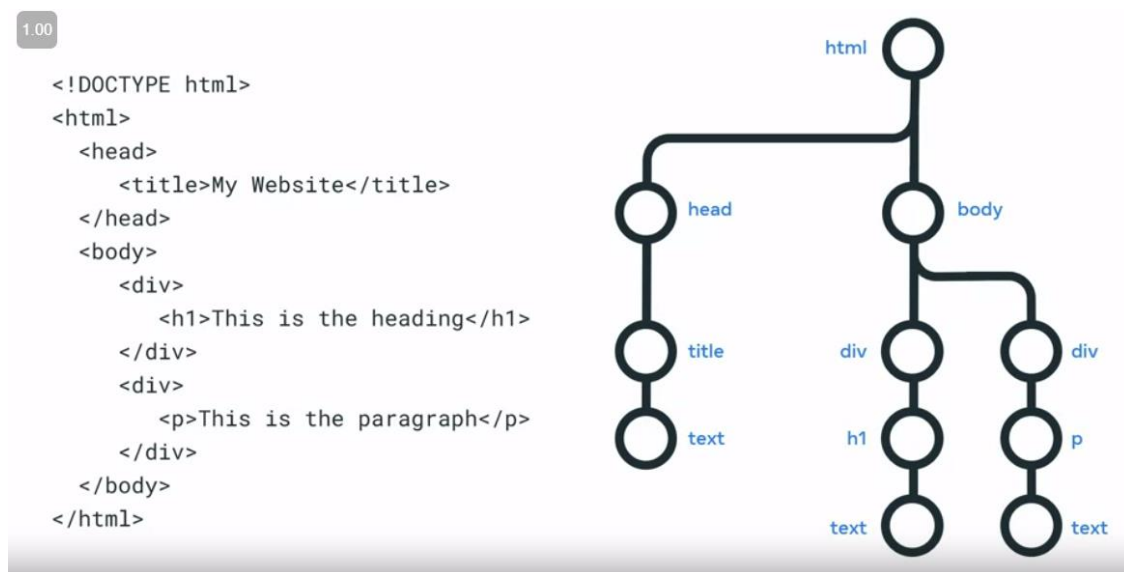 1.00
<!DOCTYPE html>
<html>
<head>
<title>My Website</title>
</head>
<body>
<div>
<h1>This is the heading</h1>
</div>
<div>
<p>This is the paragraph</p>
</div>
</body>
</html>
html
head
body
title
div
div
text
h1
p
text
text